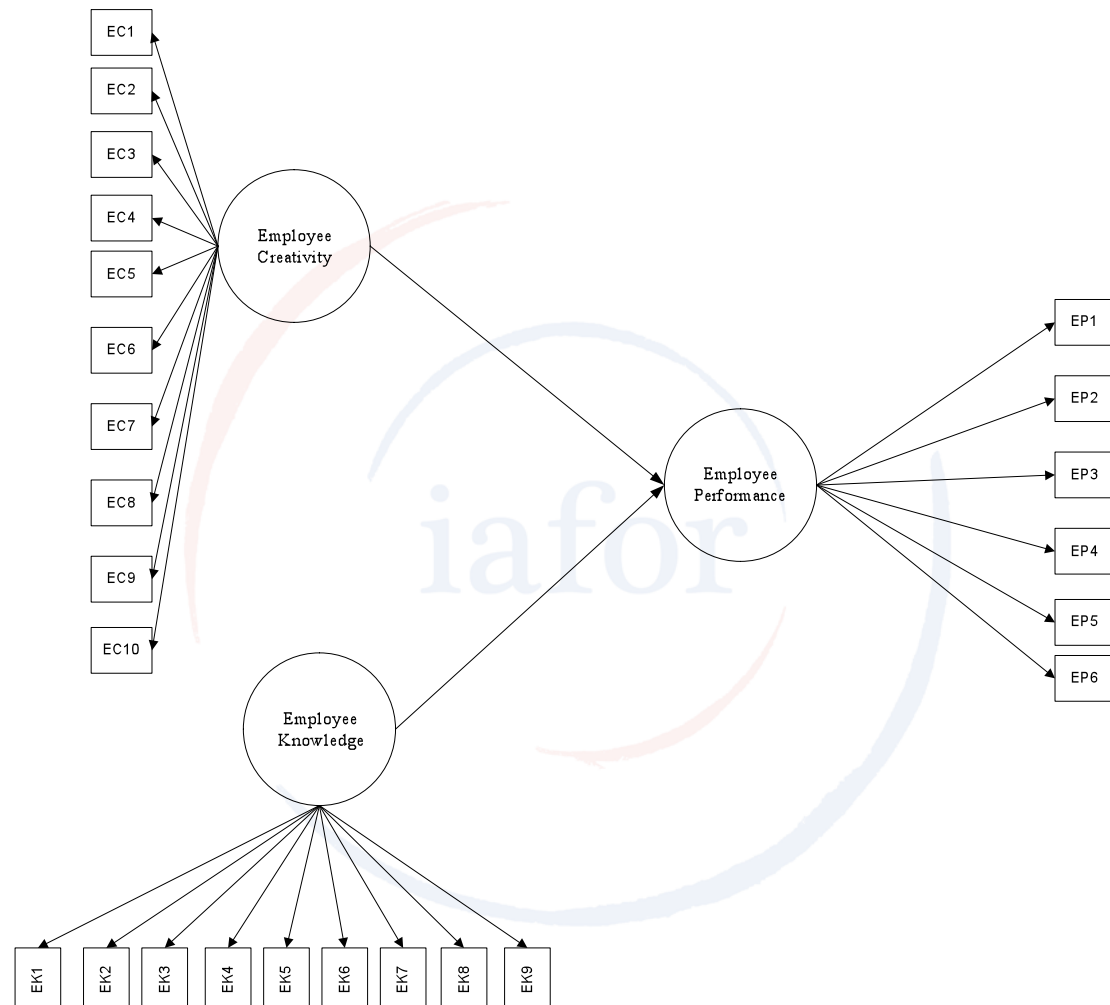 EC1
EC2
EC3
EC4
EC5
EC6
EC7
EC8
EC9
EC10
Employee
Creativity
Employee
Knowledge
EK1
EK2
EK3
EK4
EK5
EK6
EK7
EK8
EK9
iafor
Employee
Performance
EP1
EP2
EP3
EP4
EP5
EP6